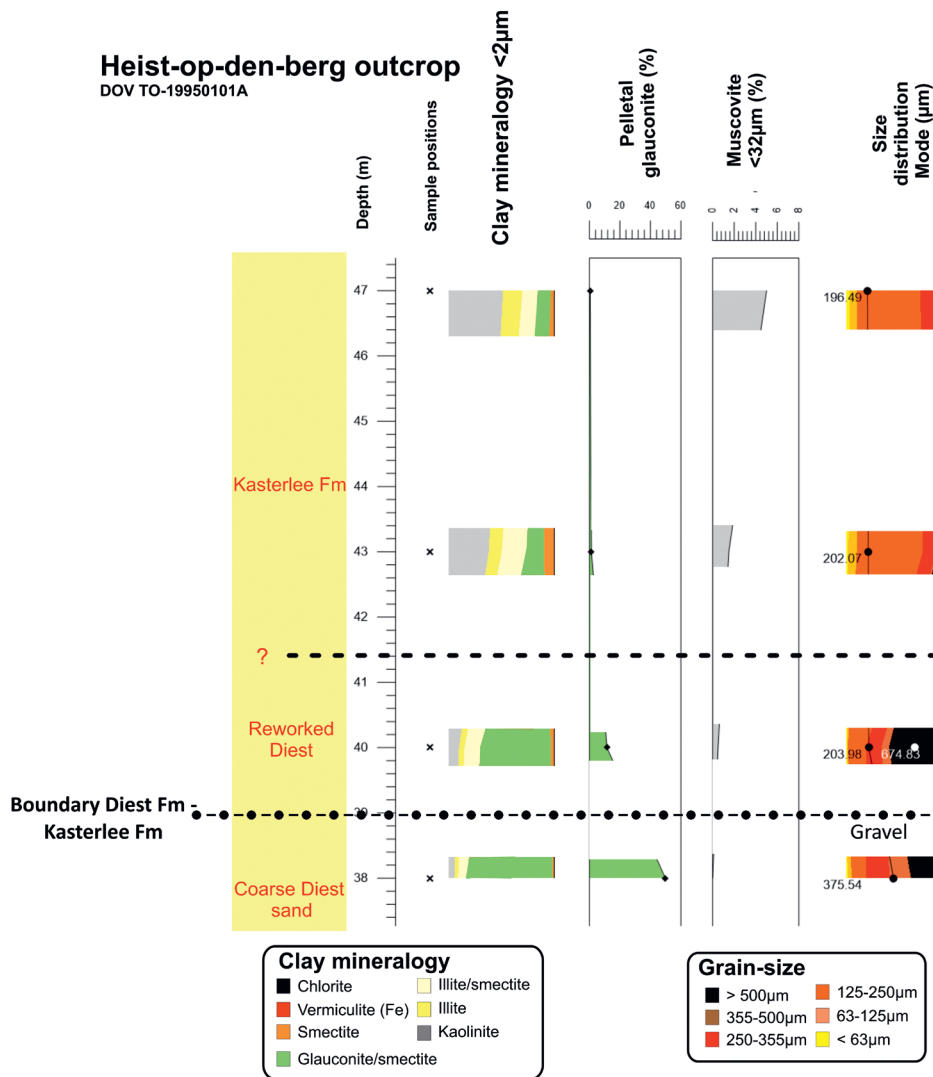 Heist-op-den-berg outcrop
DOV TO-19950101A
Depth (m)
Sample positions
Clay mineralogy <2µm
Pelletal
glauconite (%)
Muscovite
<32µm (%)
Size
distribution
Mode (µm)
0
20
40
60
0
2
4
6
8
47
46
45
44
43
42
41
40
39
38
196.49
202.07
203.98
674.83
375.54
Kasterlee Fm
?
Reworked
Diest
Boundary Diest Fm -
Kasterlee Fm
Gravel
Coarse Diest
sand
Clay mineralogy
Chlorite
Vermiculite (Fe)
Smectite
Glauconite/smectite
Illite/smectite
Illite
Kaolinite
Grain-size
> 500µm
355-500µm
250-355µm
125-250µm
63-125µm
< 63µm